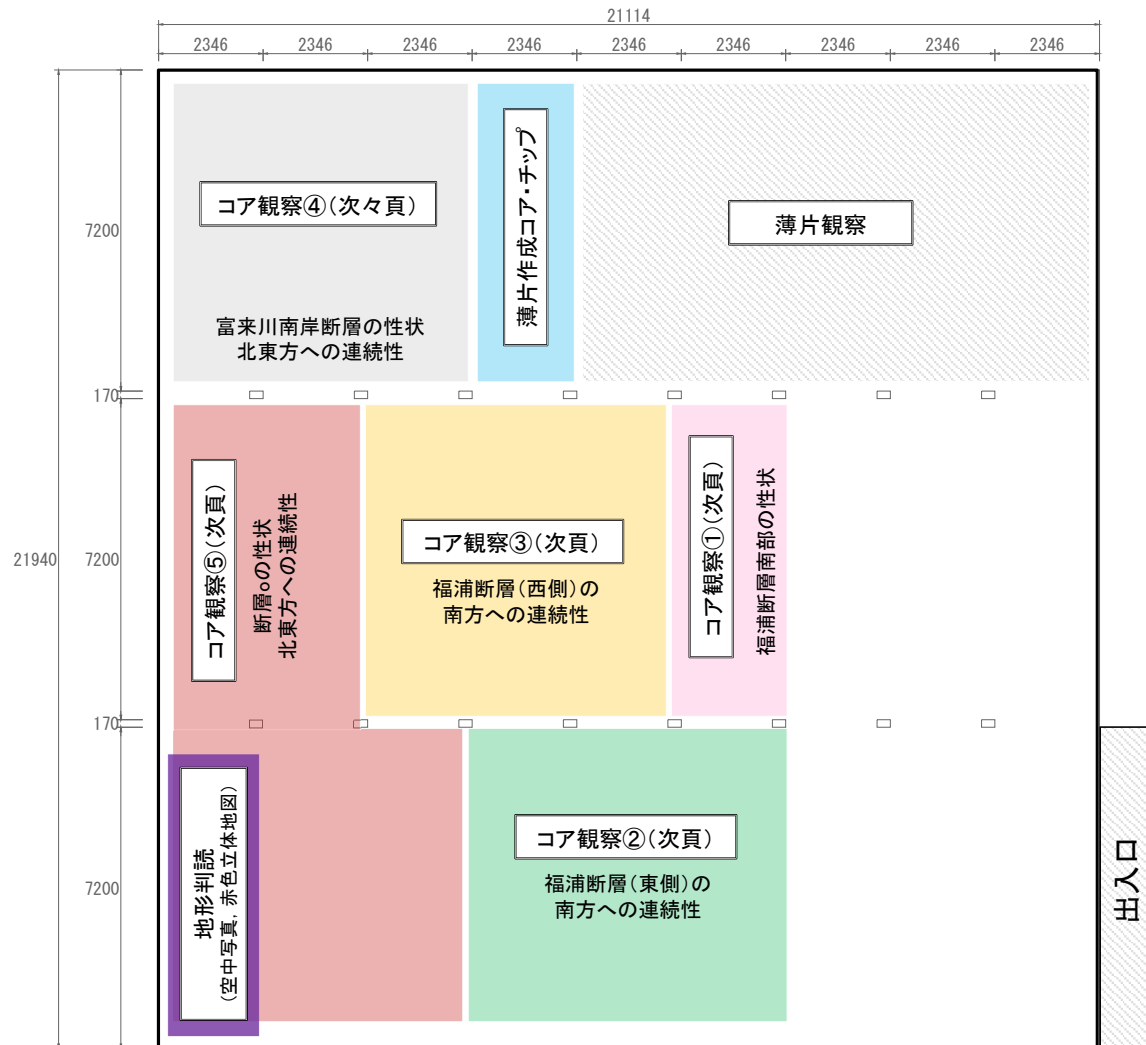 21114
2346 2346 2346 2346 2346 2346 2346 2346 2346
21940
7200
170
7200
170
7200
コア観察④(次々頁)
富来川南岸断層の性状
北東方への連続性
薄片作成コア・チップ
薄片観察
コア観察⑤(次頁)
断層oの性状
北東方への連続性
コア観察③(次頁)
福浦断層(西側)の
南方への連続性
コア観察①(次頁)
福浦断層南部の性状
地形判読
(空中写真,赤色立体地図)
コア観察②(次頁)
福浦断層(東側)の
南方への連続性
出入口